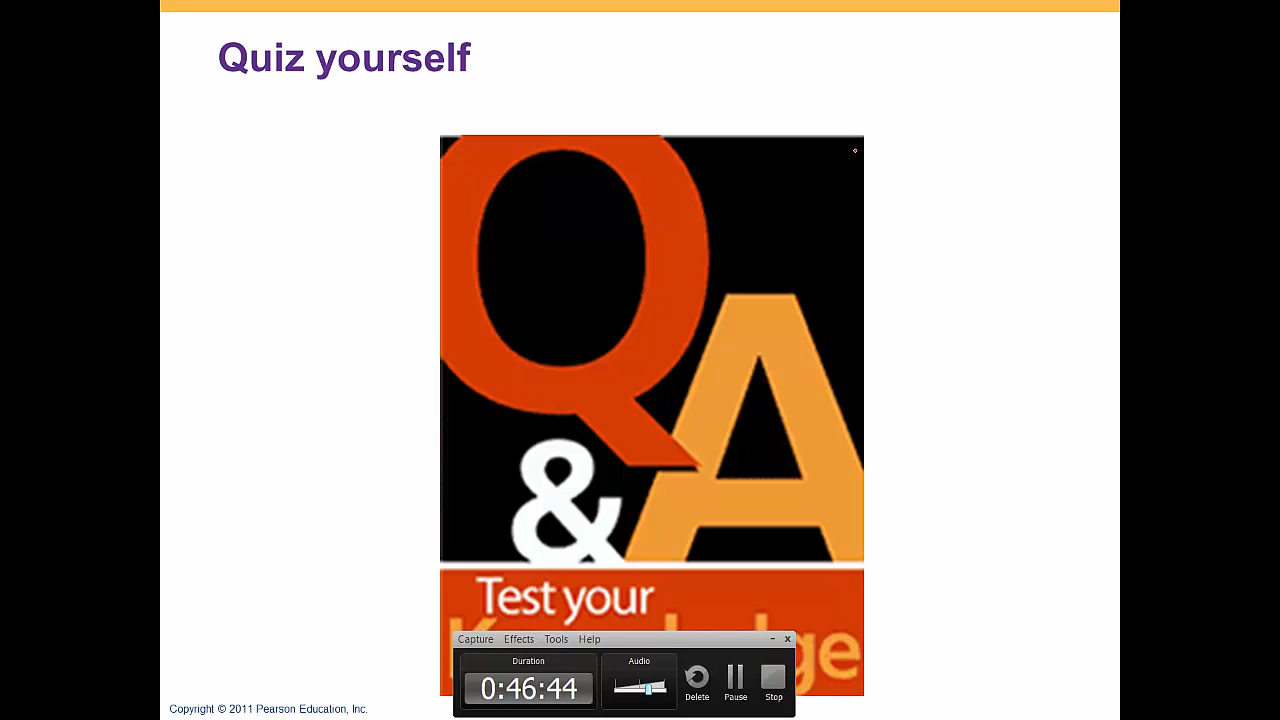 Quiz yourself
Q
& A
Test your
Capture Effects Tools Help
Duration
Audio
0:46:44
Delete Pause Stop
Copyright © 2011 Pearson Education, Inc.